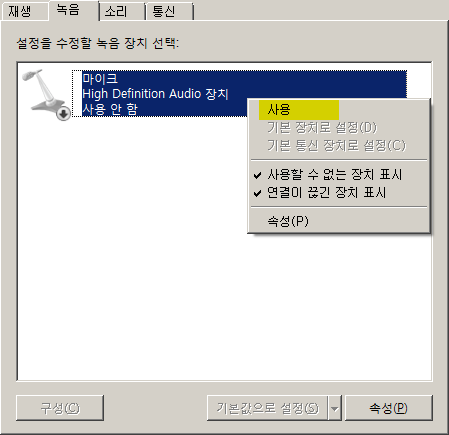 재생 녹음 소리 통신
설정을 수정할 녹음 장치 선택:
마이크
High Definition Audio 장치
사용 안 함
사용
기본 장치로 설정(D)
기본 통신 장치로 설정(C)
사용할 수 없는 장치 표시
연결이 끊긴 장치 표시
속성(P)
구성(C) 기본값으로 설정(S) 속성(P)